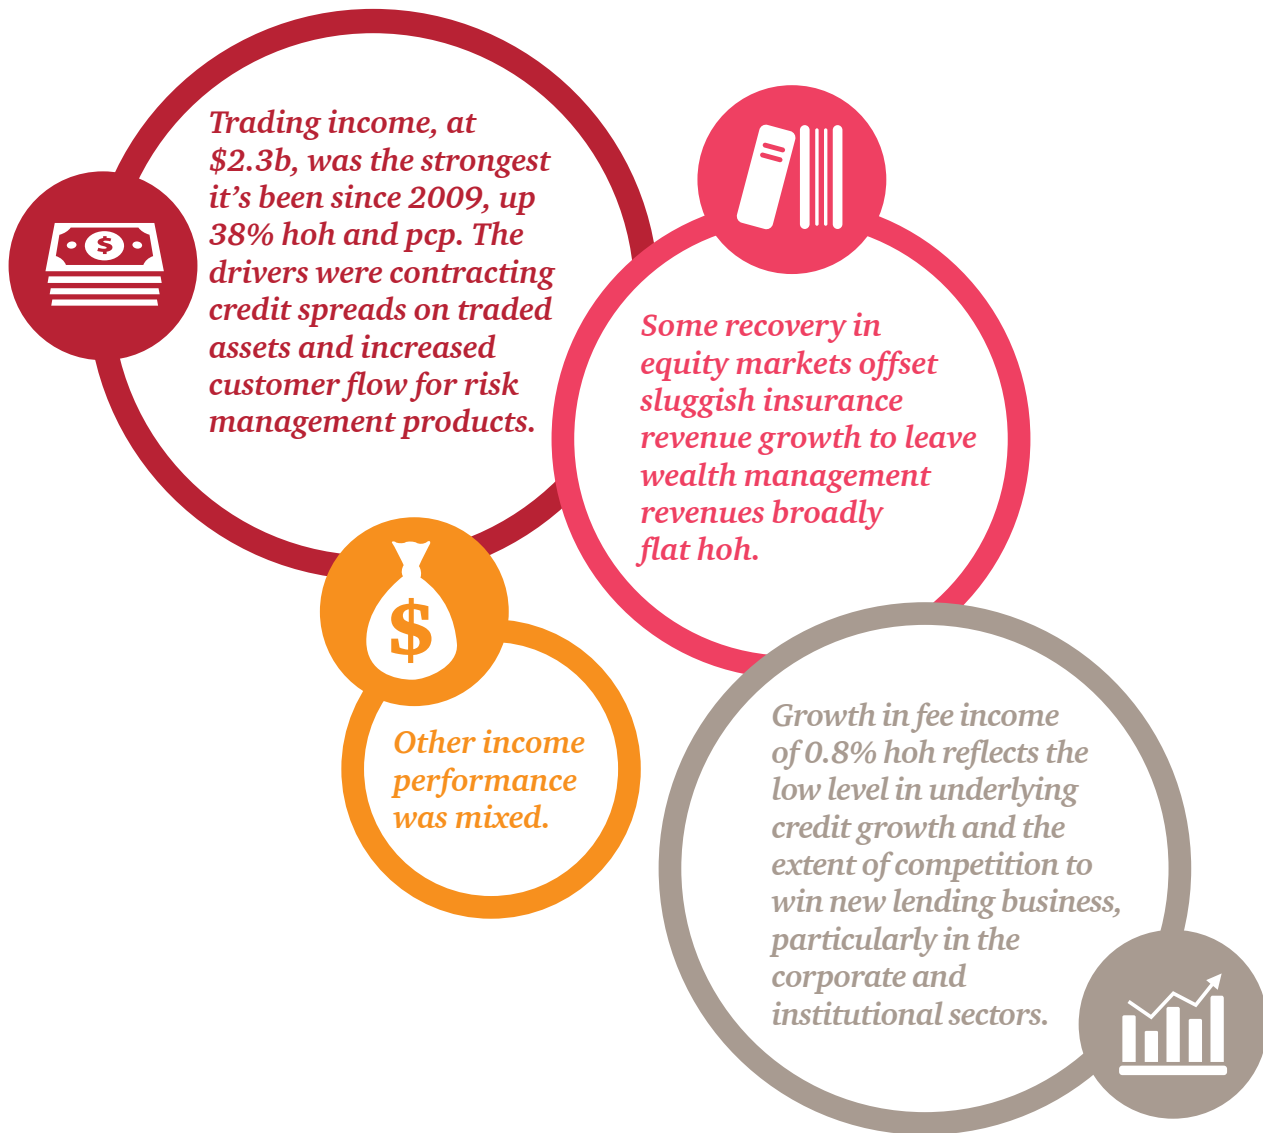 Trading income, at
$2.3b, was the strongest
it’s been since 2009, up
38% hoh and pcp. The
drivers were contracting
credit spreads on traded
assets and increased
customer flow for risk
management products.
Some recovery in
equity markets offset
sluggish insurance
revenue growth to leave
wealth management
revenues broadly
flat hoh.
$
$
Other income
performance
was mixed.
Growth in fee income
of 0.8% hoh reflects the
low level in underlying
credit growth and the
extent of competition to
win new lending business,
particularly in the
corporate and
institutional sectors.